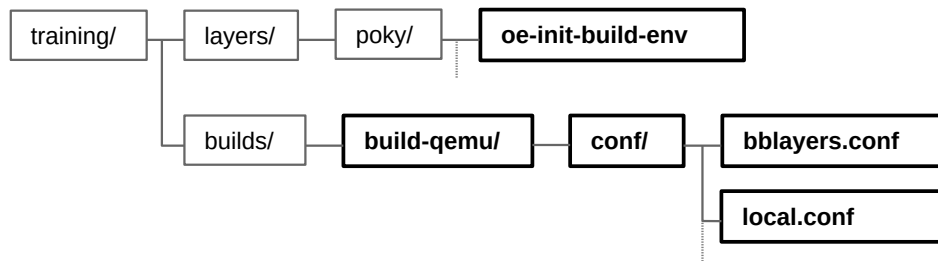 training/ layers/ poky/ oe-init-build-env
builds/ build-qemu/ conf/ bblayers.conf
local.conf